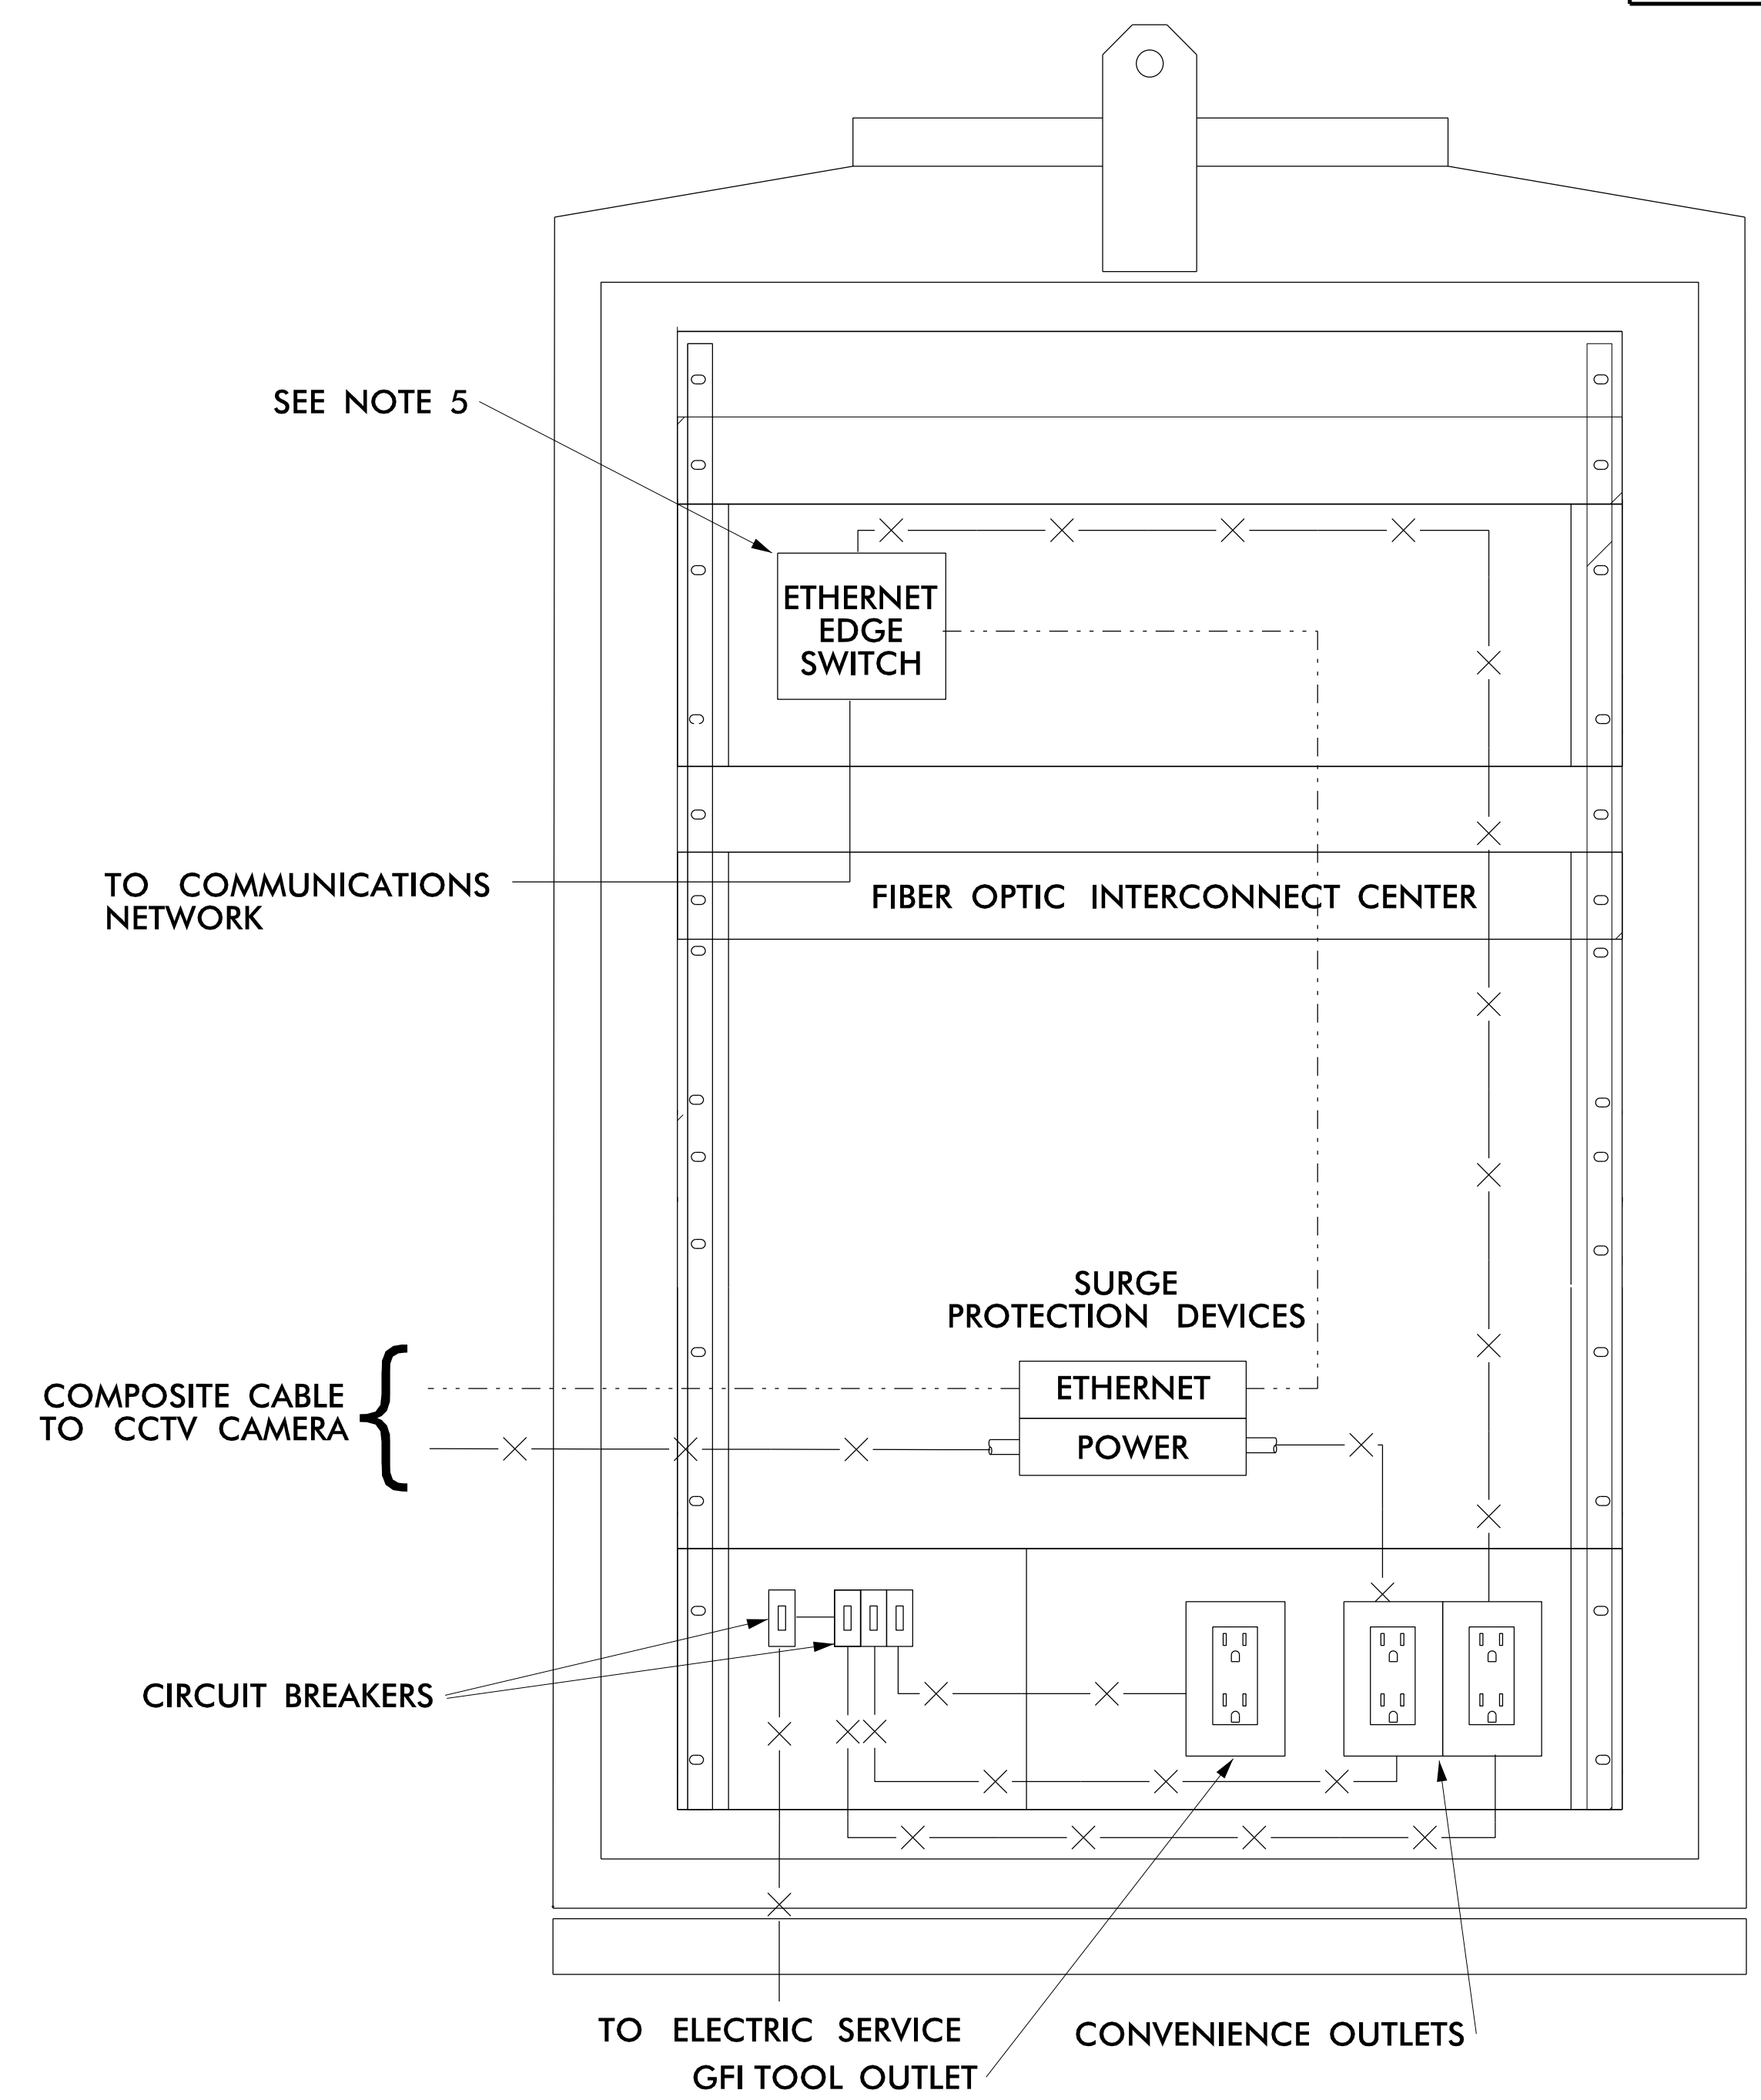 SEE NOTE 5
ETHERNET
EDGE
SWITCH
TO COMMUNICATIONS
NETWORK
FIBER OPTIC INTERCONNECT CENTER
SURGE
PROTECTION DEVICES
ETHERNET
POWER
COMPOSITE CABLE
TO CCTV CAMERA
CIRCUIT BREAKERS
TO ELECTRIC SERVICE
CONVENIENCE OUTLETS
GFI TOOL OUTLET